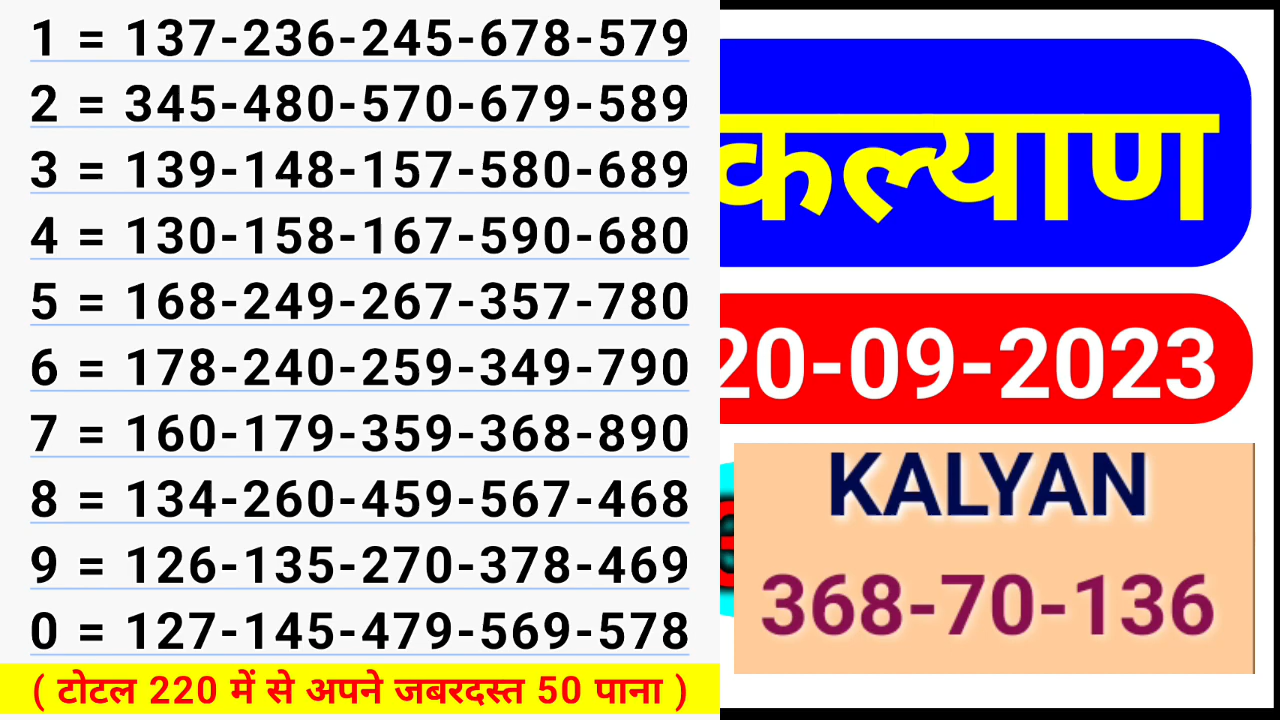 1 = 137-236-245-678-579
2 = 345-480-570-679-589
3 = 139-148-157-580-689
4 = 130-158-167-590-680
5 = 168-249-267-357-780
6 = 178-240-259-349-790
7 = 160-179-359-368-890
8 = 134-260-459-567-468
9 = 126-135-270-378-469
0 = 127-145-479-569-578
( टोटल 220 में से अपने जबरदस्त 50 पाना )
कल्याण
20-09-2023
KALYAN
368-70-136